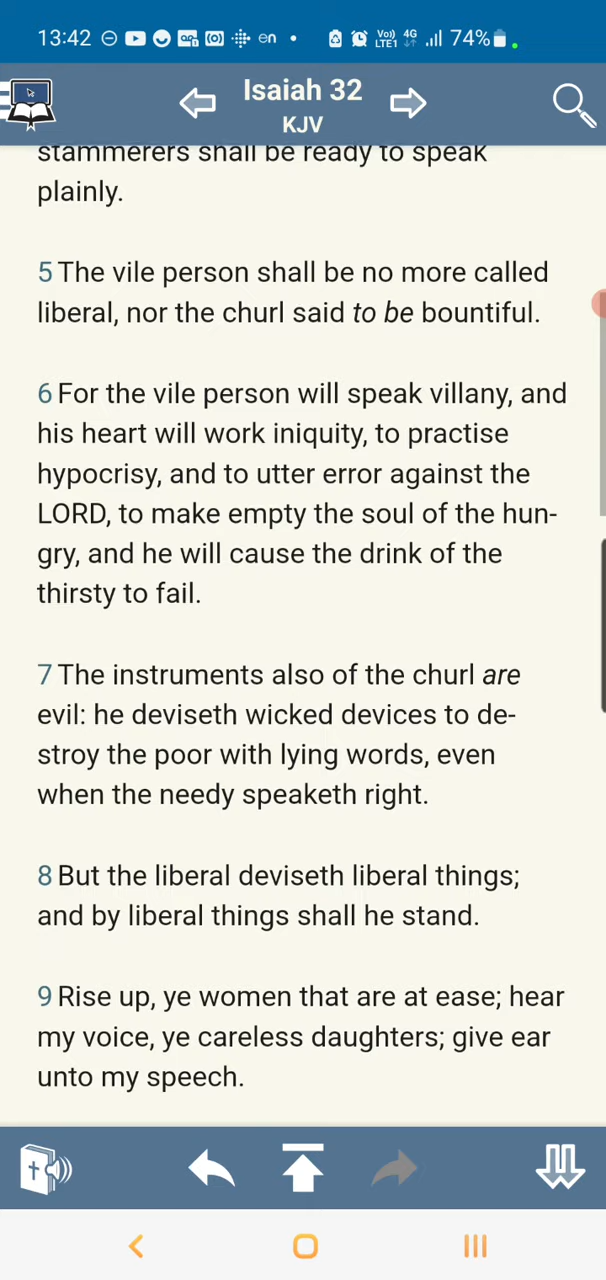 13:42 en Vo)) LTE1 4G 74%
Isaiah 32
KJV
stammerers shall be ready to speak
plainly.
5 The vile person shall be no more called
liberal, nor the churl said to be bountiful.
6 For the vile person will speak villany, and
his heart will work iniquity, to practise
hypocrisy, and to utter error against the
LORD, to make empty the soul of the hun-
gry, and he will cause the drink of the
thirsty to fail.
7 The instruments also of the churl are
evil: he deviseth wicked devices to de-
stroy the poor with lying words, even
when the needy speaketh right.
8 But the liberal deviseth liberal things;
and by liberal things shall he stand.
9 Rise up, ye women that are at ease; hear
my voice, ye careless daughters; give ear
unto my speech.